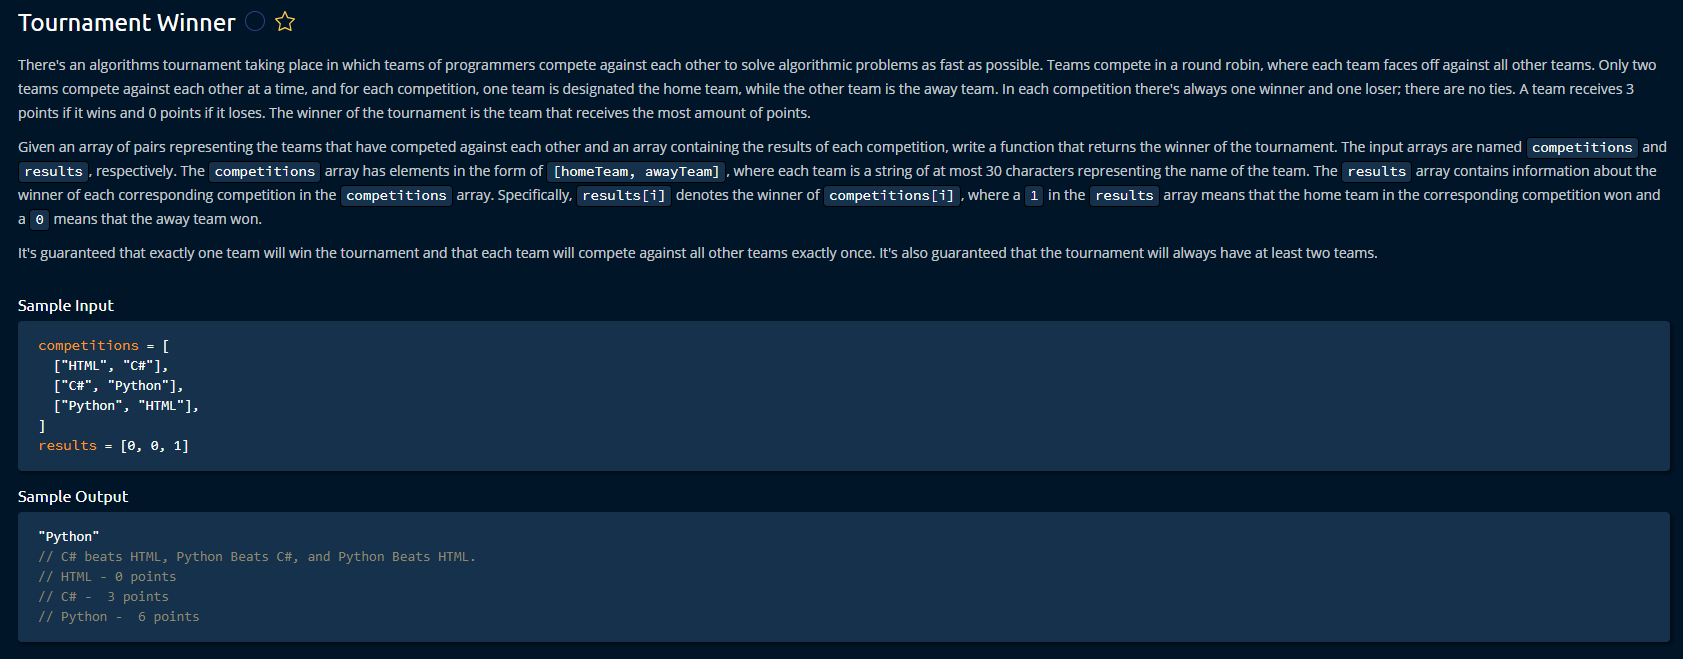 Tournament Winner
There's an algorithms tournament taking place in which teams of programmers compete against each other to solve algorithmic problems as fast as possible. Teams compete in a round robin, where each team faces off against all other teams. Only two
teams compete against each other at a time, and for each competition, one team is designated the home team, while the other team is the away team. In each competition there's always one winner and one loser; there are no ties. A team receives 3
points if it wins and 0 points if it loses. The winner of the tournament is the team that receives the most amount of points.
Given an array of pairs representing the teams that have competed against each other and an array containing the results of each competition, write a function that returns the winner of the tournament. The input arrays are named competitions and
results, respectively. The competitions array has elements in the form of [homeTeam, awayTeam], where each team is a string of at most 30 characters representing the name of the team. The results array contains information about the
winner of each corresponding competition in the competitions array. Specifically, results[i] denotes the winner of competitions[i], where a 1 in the results array means that the home team in the corresponding competition won and
a 0 means that the away team won.
It's guaranteed that exactly one team will win the tournament and that each team will compete against all other teams exactly once. It's also guaranteed that the tournament will always have at least two teams.
Sample Input
competitions = [
["HTML", "C#"],
["C#", "Python"],
["Python", "HTML"],
]
results = [0, 0, 1]
Sample Output
"Python"
// C# beats HTML, Python Beats C#, and Python Beats HTML.
// HTML - 0 points
// C# -  3 points
// Python -  6 points